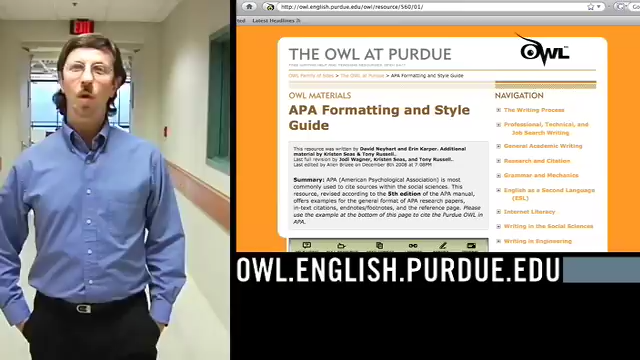 http://owl.english.purdue.edu/owl/resource/560/01/
Latest Headlines
THE OWL AT PURDUE
OWL
OWL Family of Sites > The OWL at Purdue > APA Formatting and Style Guide
OWL MATERIALS
APA Formatting and Style
Guide
This resource was written by David Neyhart and Erin Karper. Additional
material by Kristen Seas & Tony Russell.
Last full revision by Jodi Wagner, Kristen Seas, and Tony Russell.
Last edited by Allen Brizee on December 8th 2008 at 7:08PM
Summary: APA (American Psychological Association) is most
commonly used to cite sources within the social sciences. This
resource, revised according to the 5th edition of the APA manual,
offers examples for the general format of APA research papers,
in-text citations, endnotes/footnotes, and the reference page. Please
use the example at the bottom of this page to cite the Purdue OWL in
APA.
NAVIGATION
The Writing Process
Professional, Technical, and
Job Search Writing
General Academic Writing
Research and Citation
Grammar and Mechanics
English as a Second Language
(ESL)
Internet Literacy
Writing in the Social Sciences
Writing in Engineering
OWL.ENGLISH.PURDUE.EDU